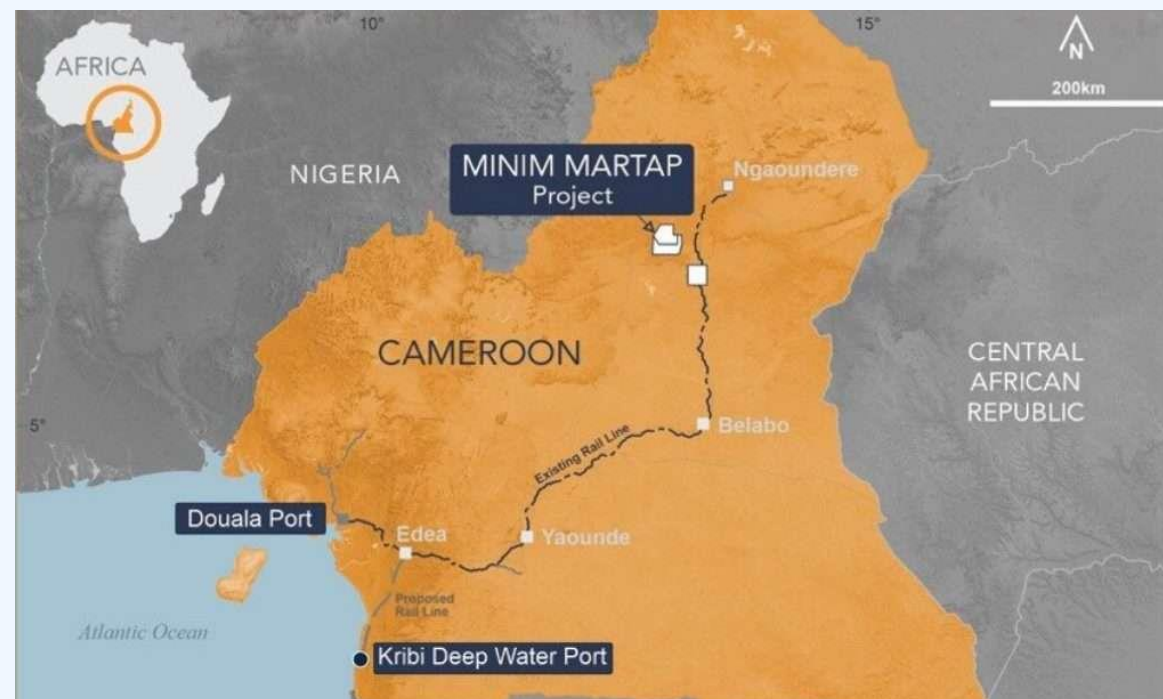 10°
15°
AFRICA
N
200km
NIGERIA
MINIM MARTAP
Project
Ngaoundere
CAMEROON
CENTRAL
AFRICAN
REPUBLIC
5°
Belabo
Existing Rail Line
Douala Port
Edea
Yaounde
Proposed
Rail Line
Atlantic Ocean
Kribi Deep Water Port